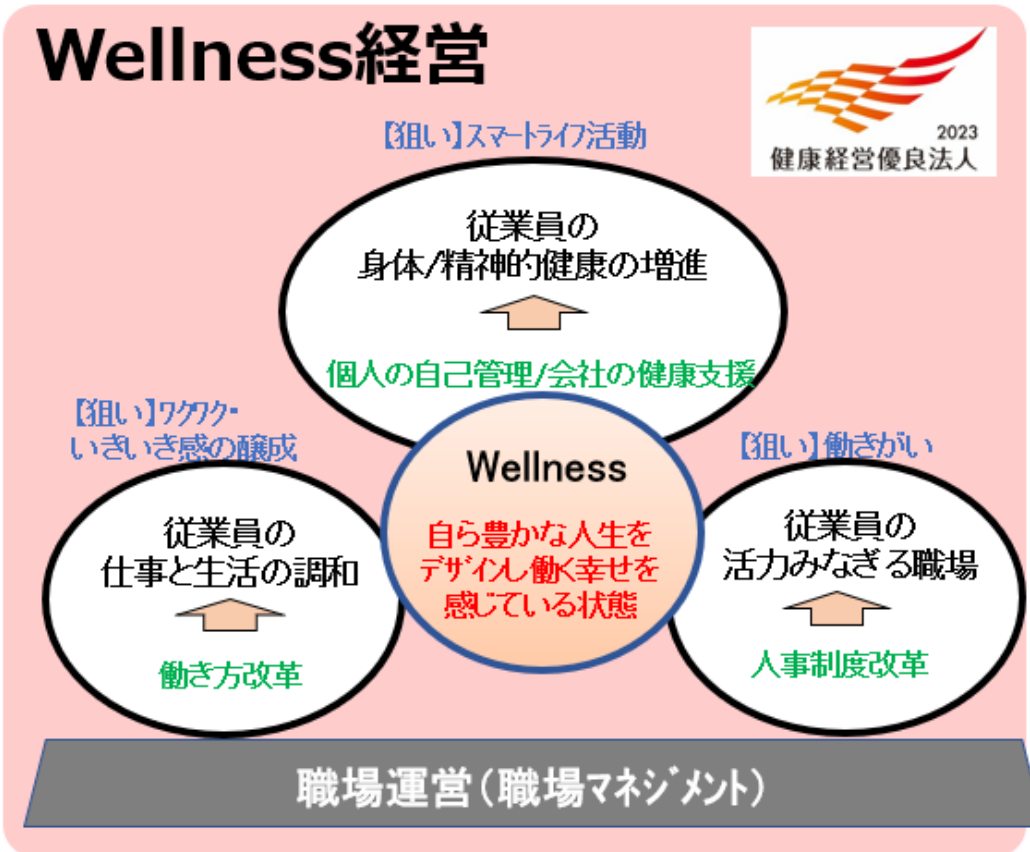 Wellness経営
2023
健康経営優良法人
【狙い】スマートライフ活動
従業員の
身体/精神的健康の増進
個人の自己管理/会社の健康支援
【狙い】ワクワク・
いきいき感の醸成
従業員の
仕事と生活の調和
働き方改革
Wellness
自ら豊かな人生を
デザインし働く幸せを
感じている状態
【狙い】働きがい
従業員の
活力みなぎる職場
人事制度改革
職場運営(職場マネジメント)